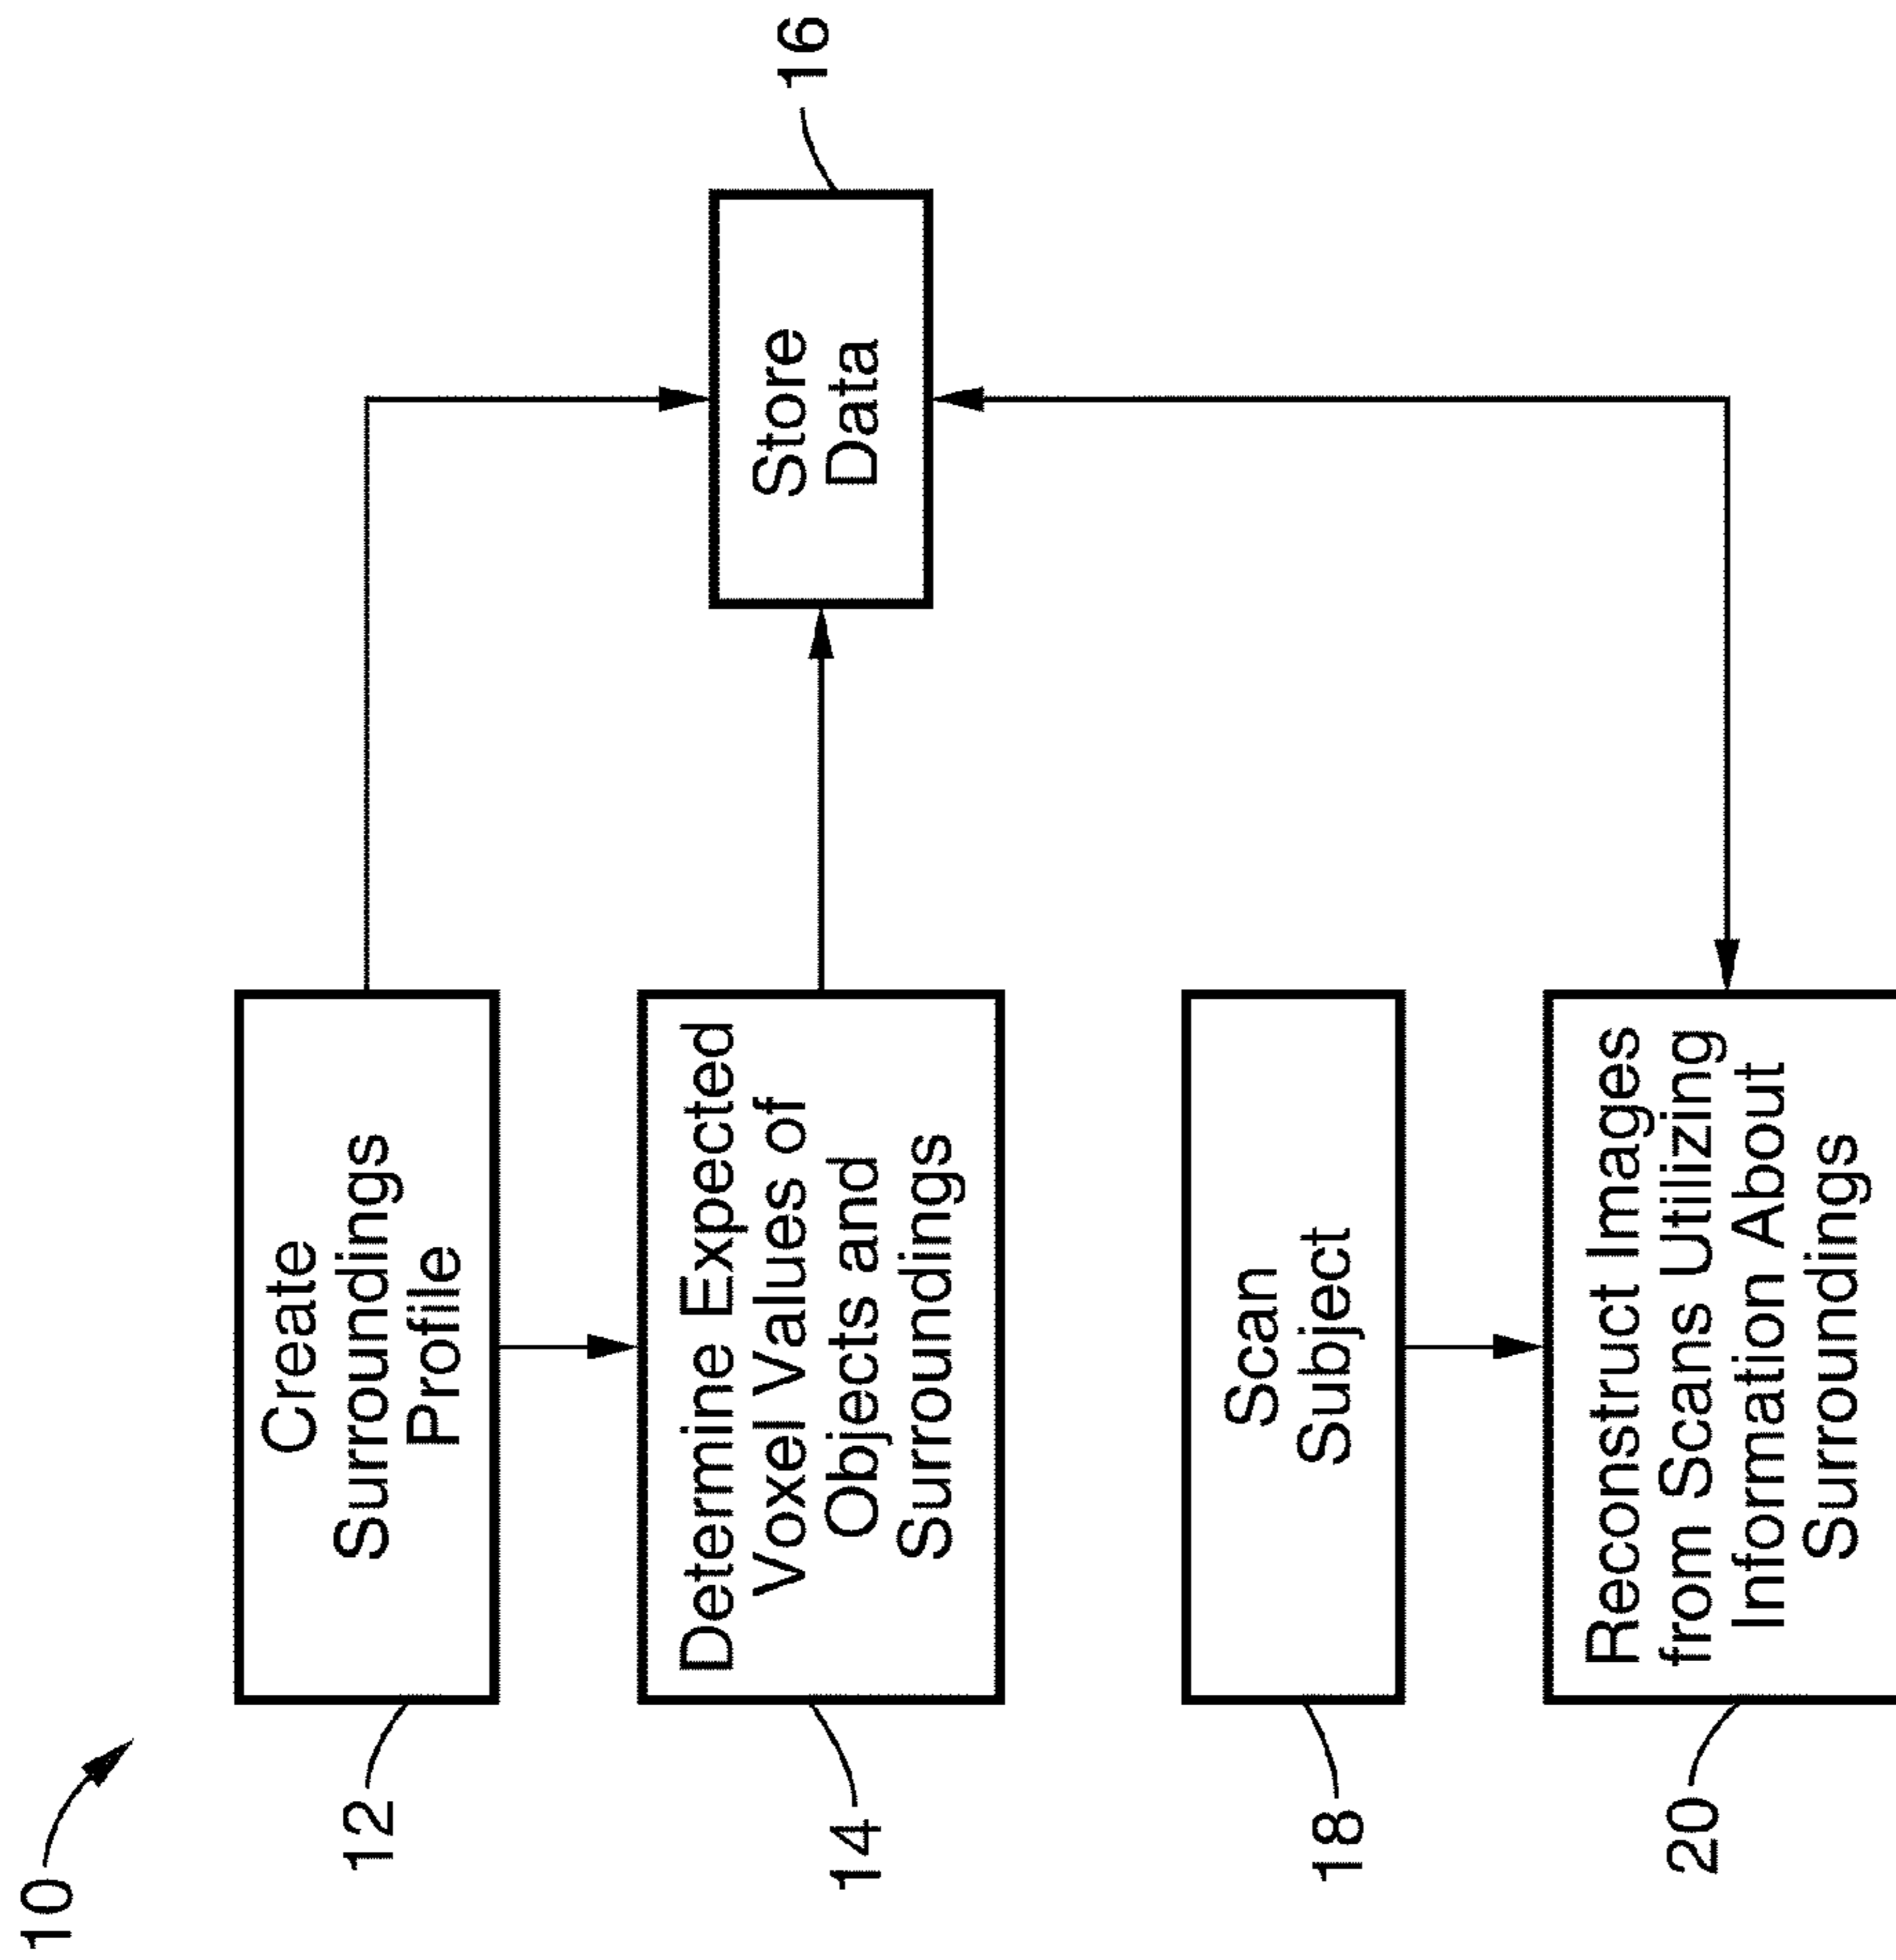 10
12
Create
Surroundings
Profile
14
Determine Expected
Voxel Values of
Objects and
Surroundings
16
Store
Data
18
Scan
Subject
20
Reconstruct Images
from Scans Utilizing
Information About
Surroundings